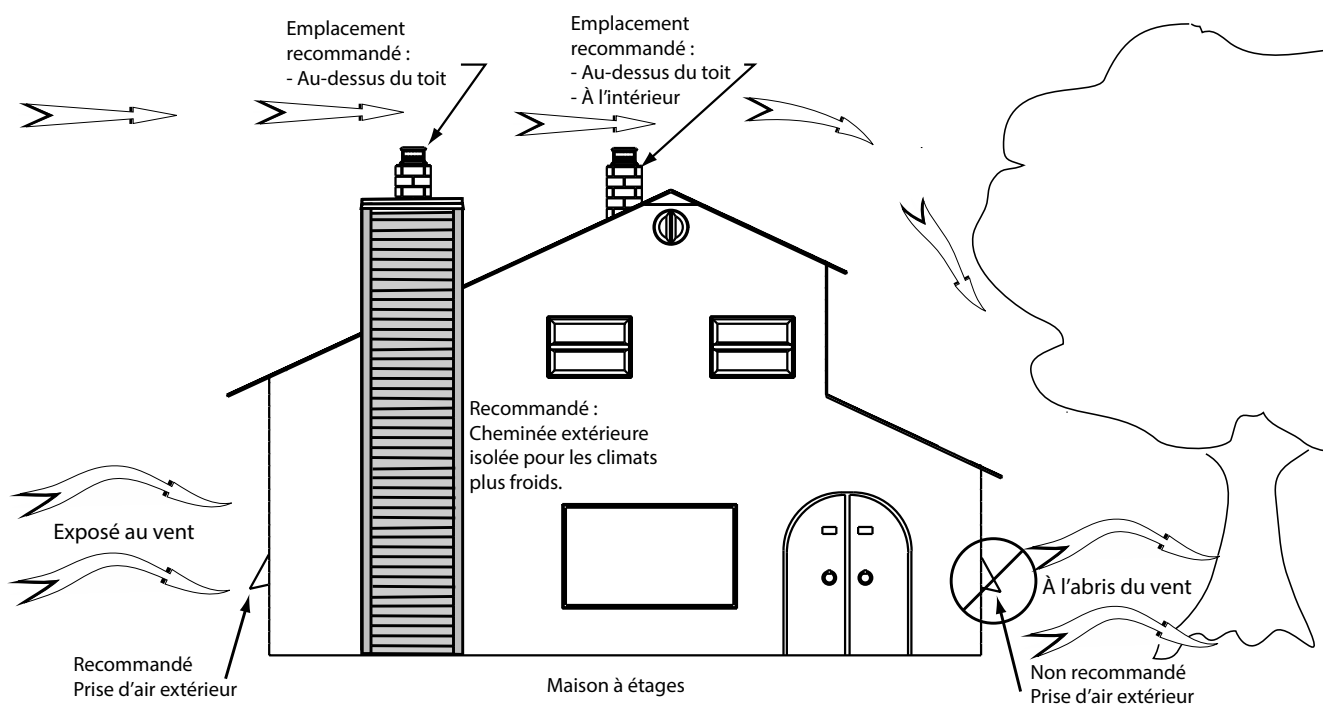 Emplacement
recommandé :
- Au-dessus du toit
Emplacement
recommandé :
- Au-dessus du toit
- À l’intérieur
Recommandé :
Cheminée extérieure
isolée pour les climats
plus froids.
Exposé au vent
À l’abris du vent
Recommandé
Prise d’air extérieur
Maison à étages
Non recommandé
Prise d’air extérieur